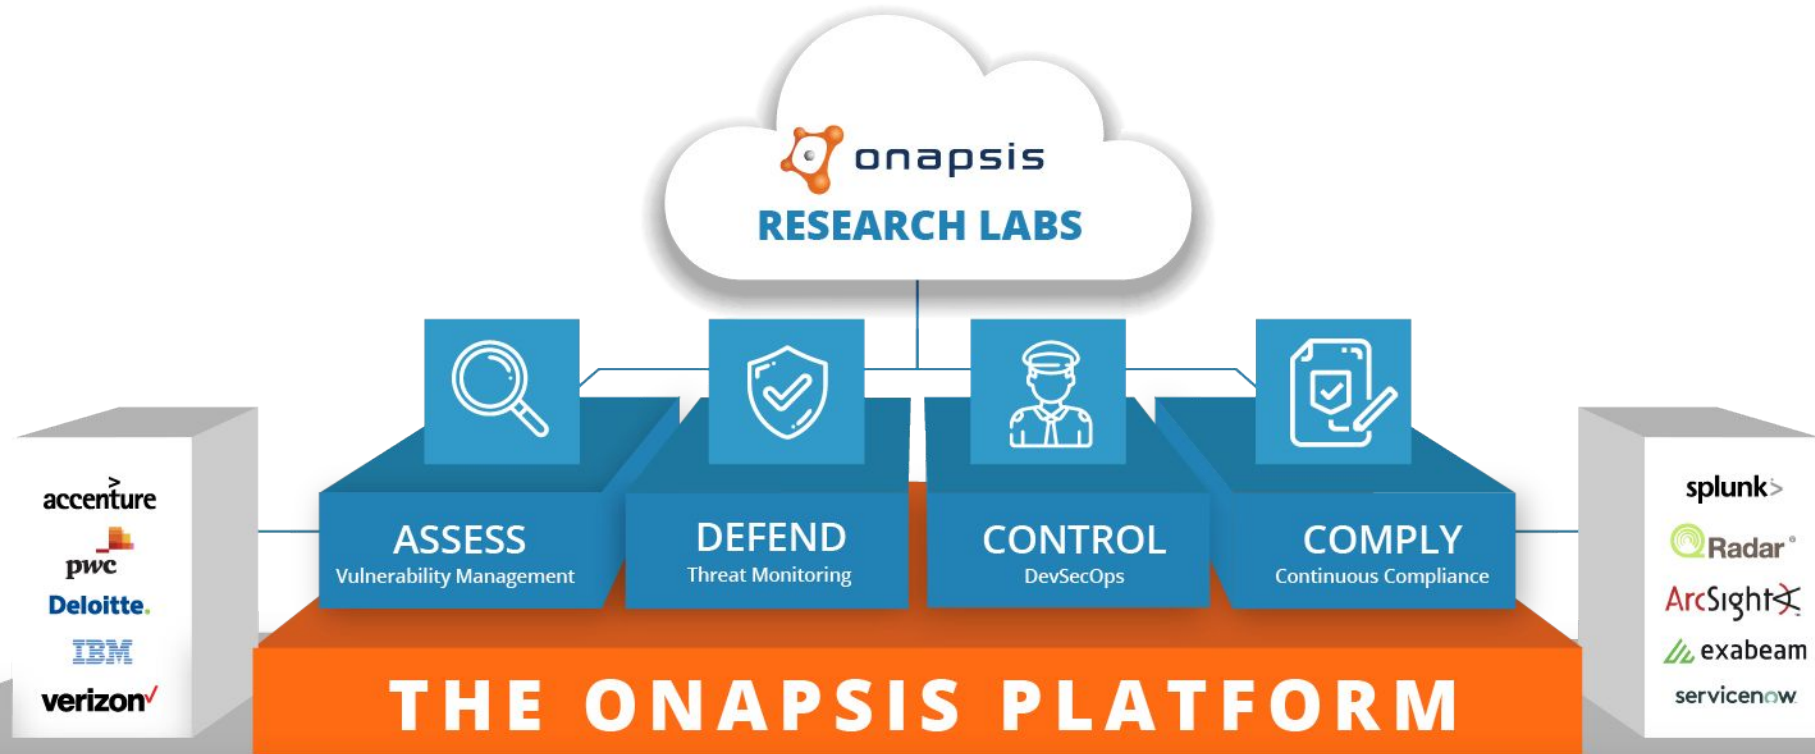 onapsis
RESEARCH LABS
ASSESS
Vulnerability Management
DEFEND
Threat Monitoring
CONTROL
DevSecOps
COMPLY
Continuous Compliance
accenture
pwc
Deloitte.
IBM
verizon
splunk>
QRadar®
ArcSight
exabeam
servicenow
THE ONAPSIS PLATFORM